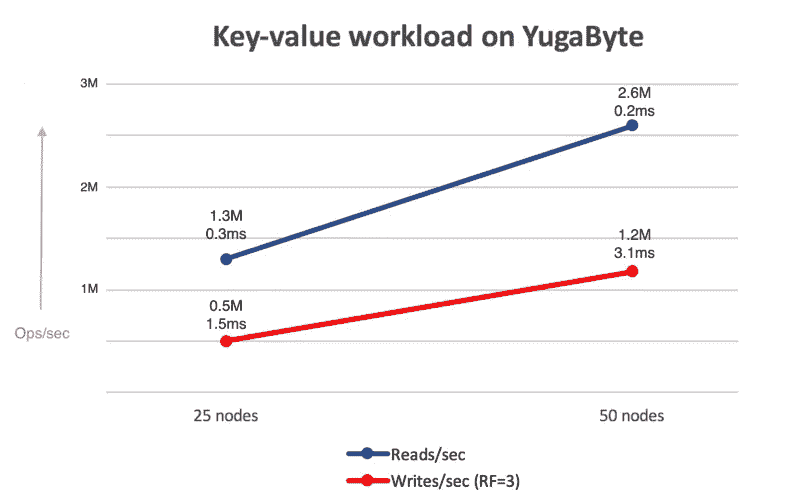 Key-value workload on YugaByte
3M
2.6M
0.2ms
2M
1.3M
0.3ms
1.2M
3.1ms
1M
0.5M
1.5ms
Ops/sec
25 nodes
50 nodes
Reads/sec
Writes/sec (RF=3)